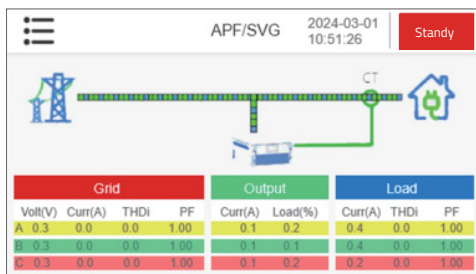 APF/SVG
2024-03-01
10:51:26
Standy
CT
Grid Output Load
Volt(V) Curr(A) THDi PF Curr(A) Load(%) Curr(A) THDi PF
A 0.3 0.0 0.0 1.00 0.1 0.2 0.4 0.0 1.00
B 0.3 0.0 0.0 1.00 0.1 0.1 0.4 0.0 1.00
C 0.3 0.0 0.0 1.00 0.1 0.2 0.2 0.0 1.00